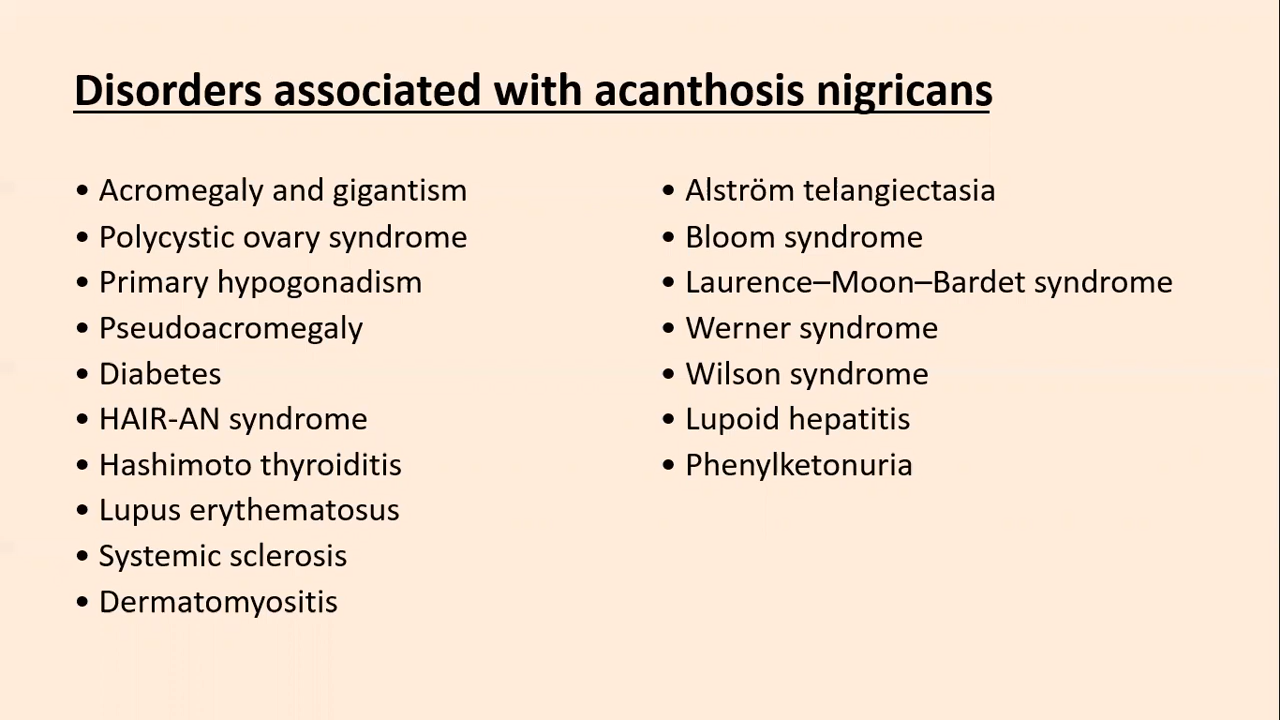 Disorders associated with acanthosis nigricans
• Acromegaly and gigantism
• Polycystic ovary syndrome
• Primary hypogonadism
• Pseudoacromegaly
• Diabetes
• HAIR-AN syndrome
• Hashimoto thyroiditis
• Lupus erythematosus
• Systemic sclerosis
• Dermatomyositis
• Alström telangiectasia
• Bloom syndrome
• Laurence–Moon–Bardet syndrome
• Werner syndrome
• Wilson syndrome
• Lupoid hepatitis
• Phenylketonuria